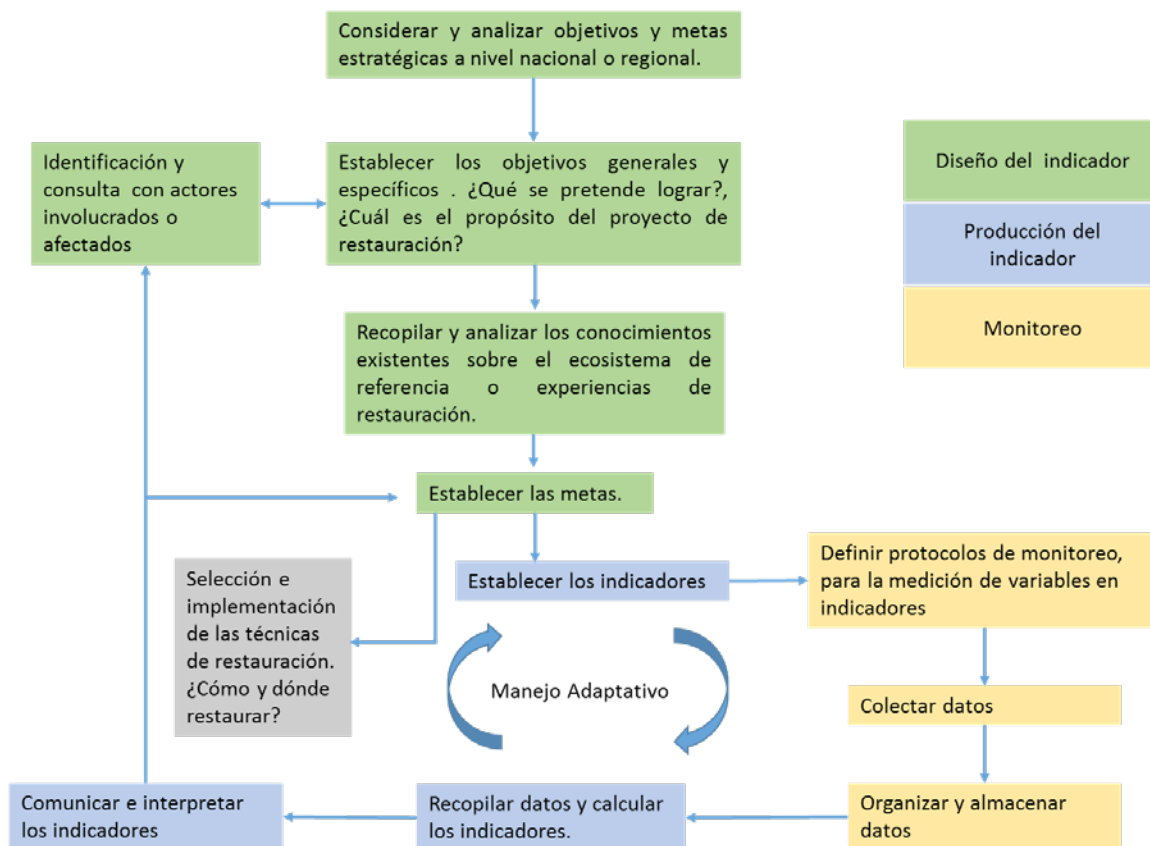 Considerar y analizar objetivos y metas
estratégicas a nivel nacional o regional.
Identificación y
consulta con actores
involucrados o
afectados
Establecer los objetivos generales y
específicos . ¿Qué se pretende lograr?,
¿Cuál es el propósito del proyecto de
restauración?
Diseño del indicador
Producción del
indicador
Monitoreo
Recopilar y analizar los conocimientos
existentes sobre el ecosistema de
referencia o experiencias de
restauración.
Establecer las metas.
Selección e
implementación
de las técnicas
de restauración.
¿Cómo y dónde
restaurar?
Establecer los indicadores
Definir protocolos de monitoreo,
para la medición de variables en
indicadores
Manejo Adaptativo
Colectar datos
Organizar y almacenar
datos
Recopilar datos y calcular
los indicadores.
Comunicar e interpretar
los indicadores